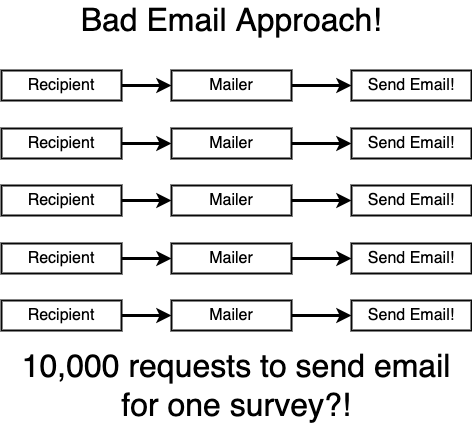 Bad Email Approach!
Recipient Mailer Send Email!
Recipient Mailer Send Email!
Recipient Mailer Send Email!
Recipient Mailer Send Email!
Recipient Mailer Send Email!
10,000 requests to send email
for one survey?!